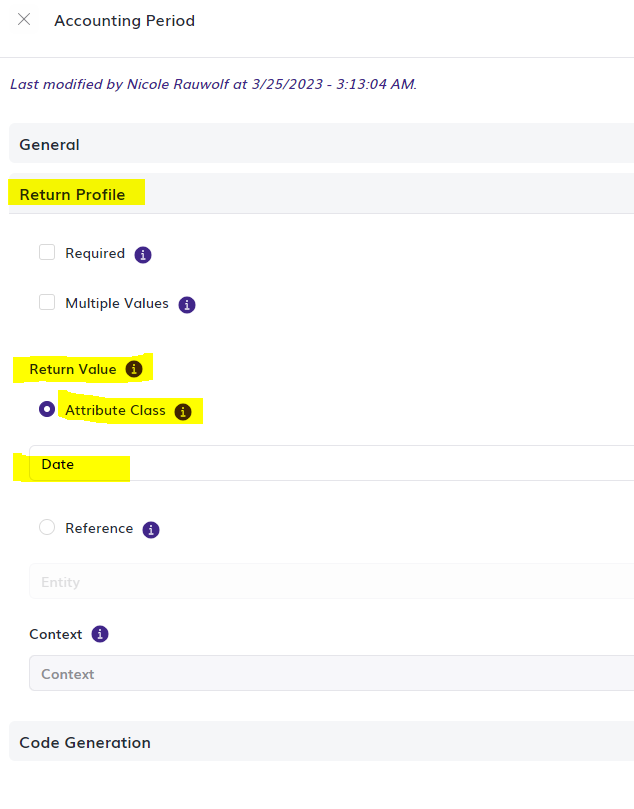 Accounting Period
Last modified by Nicole Rauwolf at 3/25/2023 - 3:13:04 AM.
General
Return Profile
Required
Multiple Values
Return Value
Attribute Class
Date
Reference
Entity
Context
Context
Code Generation